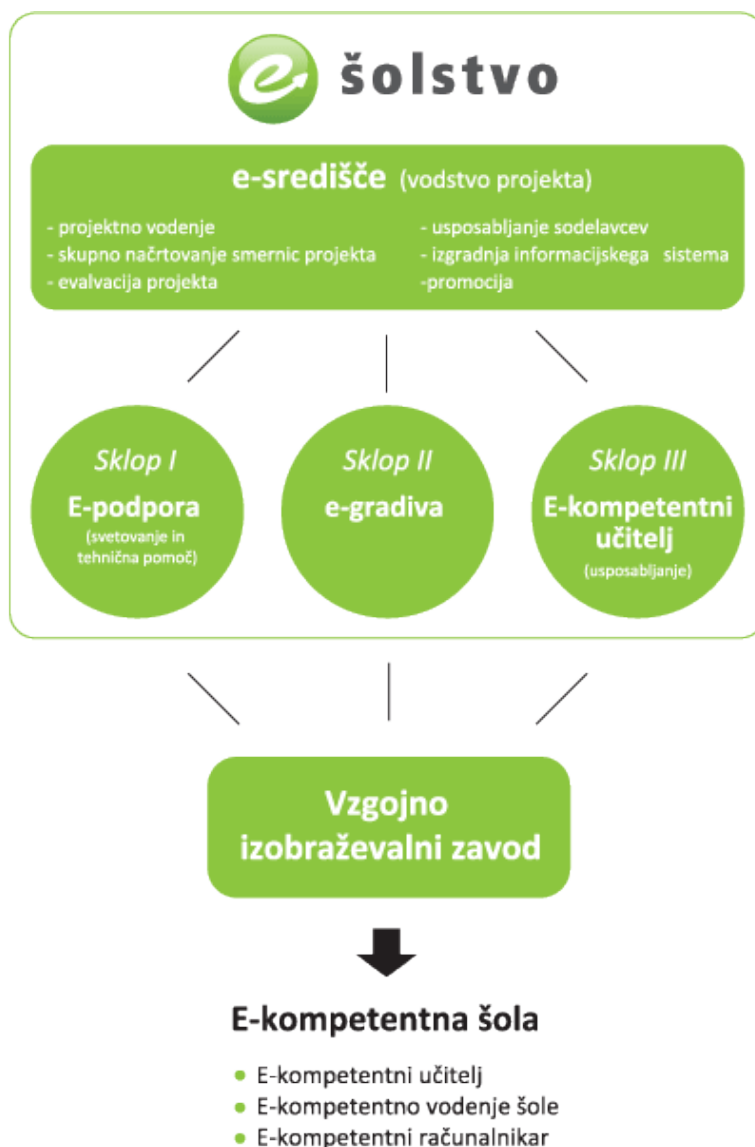 e šolstvo
e-središče (vodstvo projekta)
- projektno vodenje
- skupno načrtovanje smernic projekta
- evalvacija projekta
- usposabljanje sodelavcev
- izgradnja informacijskega sistema
-promocija
Sklop I
E-podpora
(svetovanje in
tehnična pomoč)
Sklop II
e-gradiva
Sklop III
E-kompetentni
učitelj
(usposabljanje)
Vzgojno
izobraževalni zavod
E-kompetentna šola
• E-kompetentni učitelj
• E-kompetentno vodenje šole
• E-kompetentni računalnikar